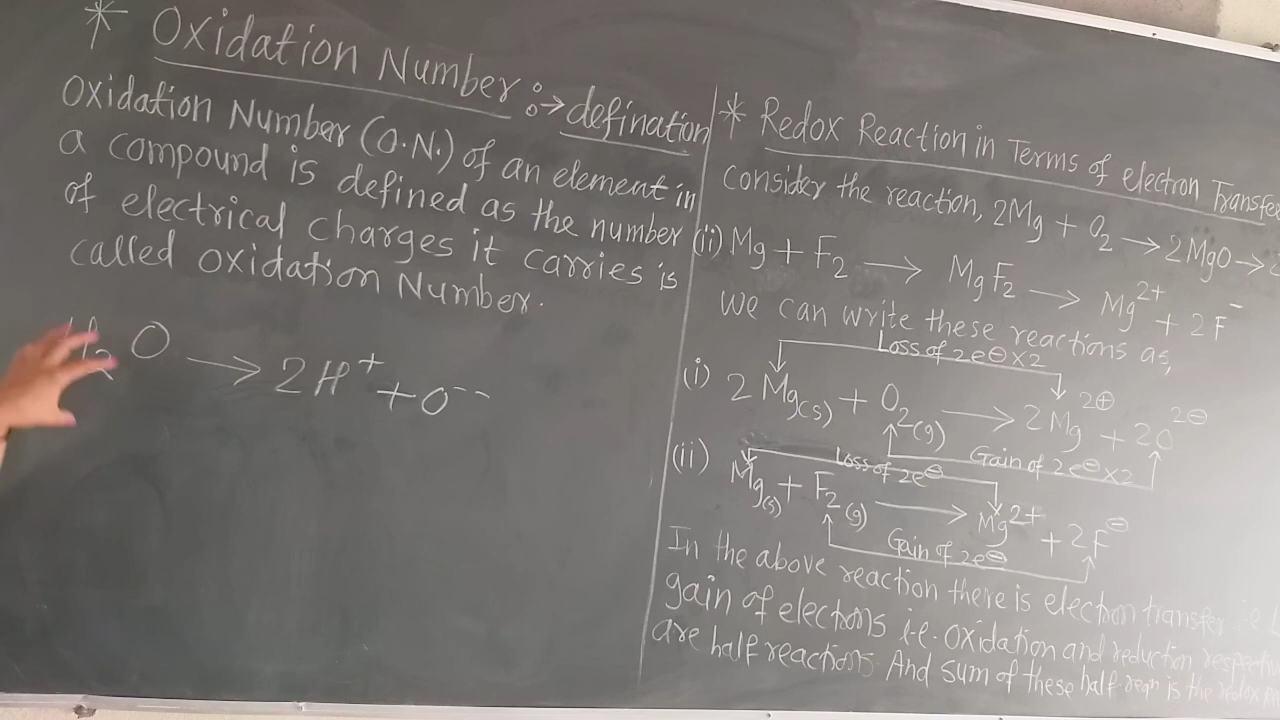 * Oxidation Number :→ defination
Oxidation Number (O.N.) of an element in
a compound is defined as the number
of electrical charges it carries is
called oxidation Number.
H2O → 2H+ + O--
* Redox Reaction in Terms of electron Transfer
consider the reaction, 2Mg + O2 → 2MgO →
(ii) Mg + F2 → MgF2 → Mg2+ + 2F-
we can write these reactions as,
Loss of 2e⊖ x 2
(i) 2Mg(s) + O2(g) → 2Mg2⊕ + 2O2⊖
Gain of 2e⊖ x 2
Loss of 2e⊖
(ii) Mg(s) + F2(g) → Mg2+ + 2F⊖
Gain of 2e⊖
In the above reaction there is electron transfer i.e
gain of electrons i.e. oxidation and reduction
are half reactions. And sum of these half reqn is the redox